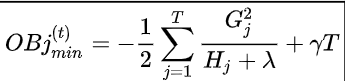 $OBj_{min}^{(t)} = -\frac{1}{2} \sum_{j=1}^{T} \frac{G_j^2}{H_j + \lambda} + \gamma T$